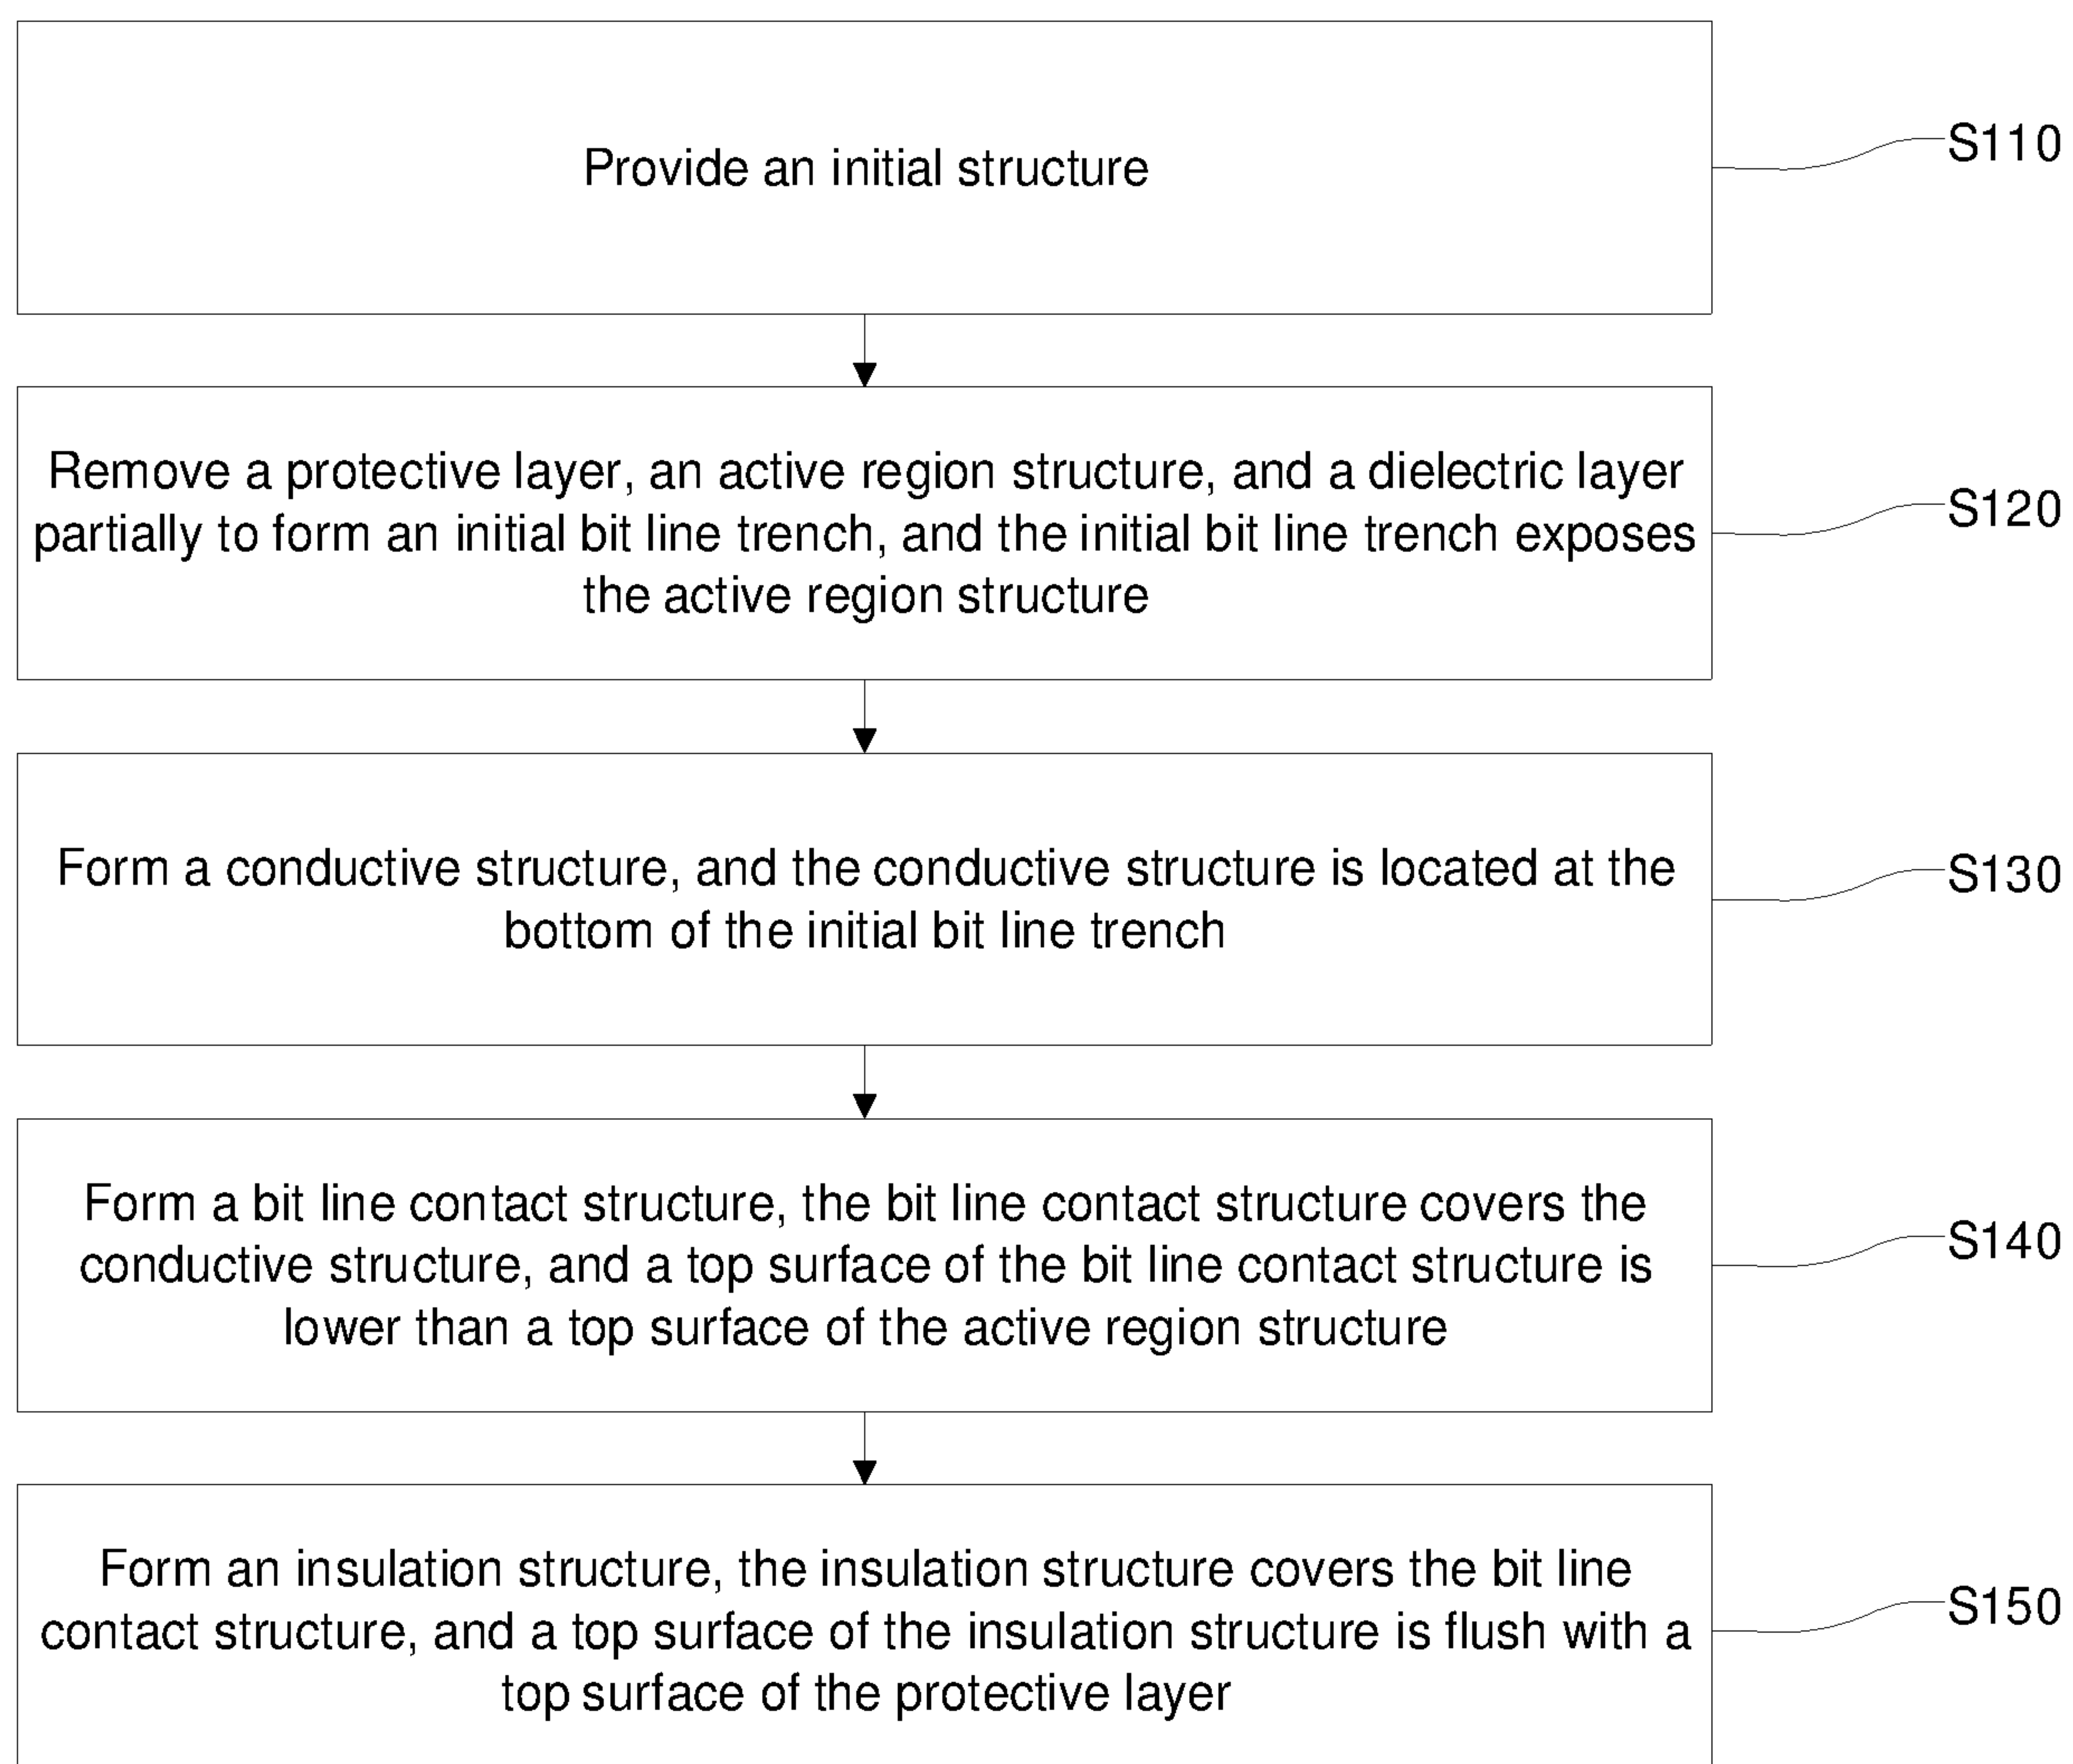 Provide an initial structure
S110
Remove a protective layer, an active region structure, and a dielectric layer
partially to form an initial bit line trench, and the initial bit line trench exposes
the active region structure
S120
Form a conductive structure, and the conductive structure is located at the
bottom of the initial bit line trench
S130
Form a bit line contact structure, the bit line contact structure covers the
conductive structure, and a top surface of the bit line contact structure is
lower than a top surface of the active region structure
S140
Form an insulation structure, the insulation structure covers the bit line
contact structure, and a top surface of the insulation structure is flush with a
top surface of the protective layer
S150